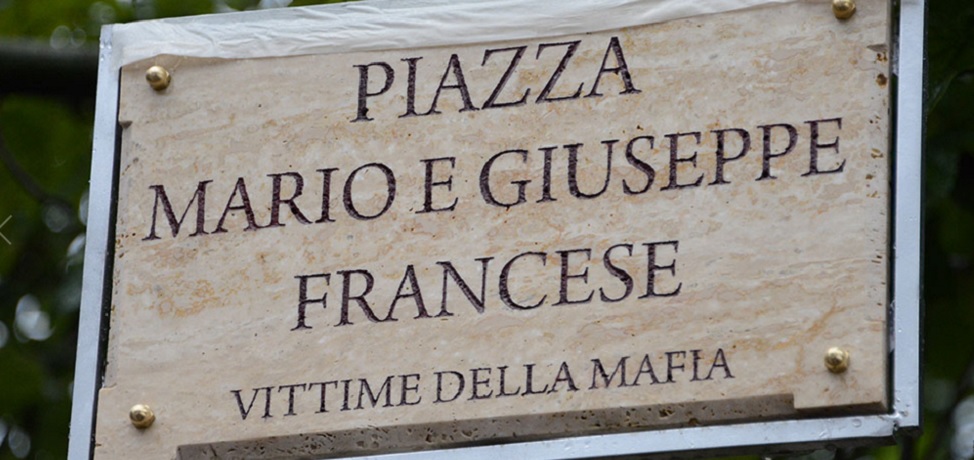 PIAZZA
MARIO E GIUSEPPE
FRANCESE
VITTIME DELLA MAFIA